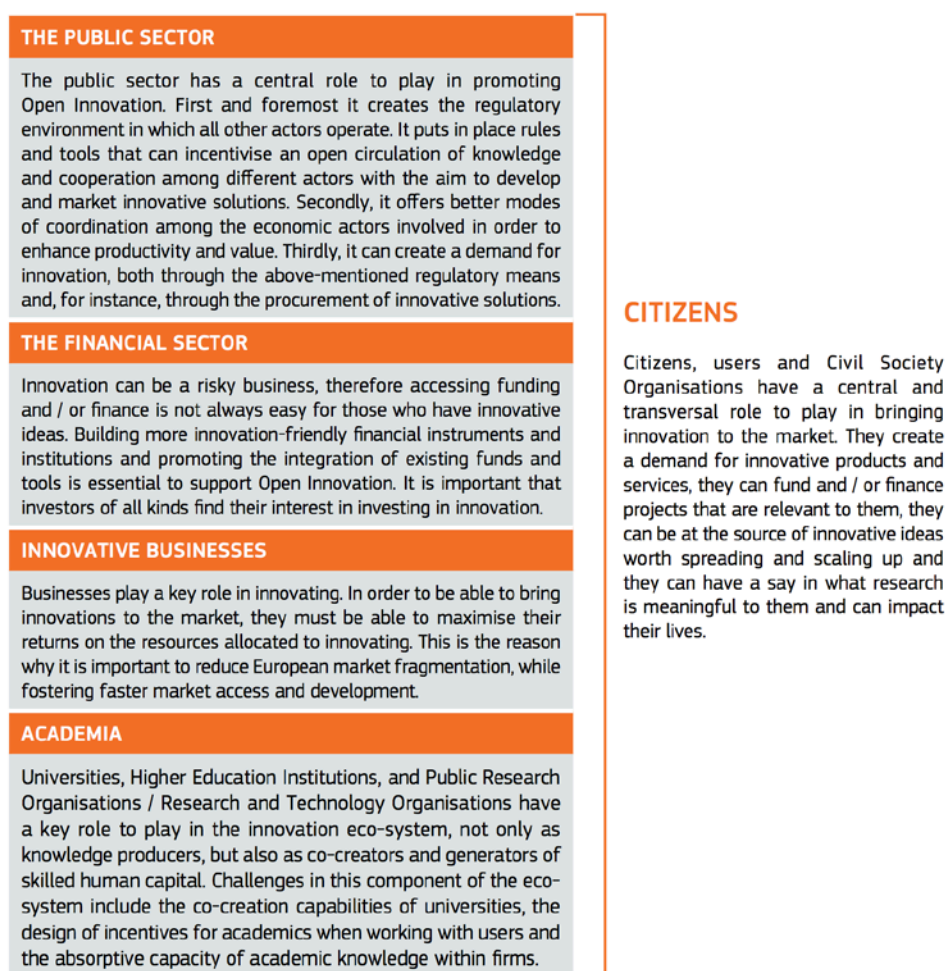 THE PUBLIC SECTOR
The public sector has a central role to play in promoting
Open Innovation. First and foremost it creates the regulatory
environment in which all other actors operate. It puts in place rules
and tools that can incentivise an open circulation of knowledge
and cooperation among different actors with the aim to develop
and market innovative solutions. Secondly, it offers better modes
of coordination among the economic actors involved in order to
enhance productivity and value. Thirdly, it can create a demand for
innovation, both through the above-mentioned regulatory means
and, for instance, through the procurement of innovative solutions.
THE FINANCIAL SECTOR
Innovation can be a risky business, therefore accessing funding
and / or finance is not always easy for those who have innovative
ideas. Building more innovation-friendly financial instruments and
institutions and promoting the integration of existing funds and
tools is essential to support Open Innovation. It is important that
investors of all kinds find their interest in investing in innovation.
INNOVATIVE BUSINESSES
Businesses play a key role in innovating. In order to be able to bring
innovations to the market, they must be able to maximise their
returns on the resources allocated to innovating. This is the reason
why it is important to reduce European market fragmentation, while
fostering faster market access and development.
ACADEMIA
Universities, Higher Education Institutions, and Public Research
Organisations / Research and Technology Organisations have
a key role to play in the innovation eco-system, not only as
knowledge producers, but also as co-creators and generators of
skilled human capital. Challenges in this component of the eco-
system include the co-creation capabilities of universities, the
design of incentives for academics when working with users and
the absorptive capacity of academic knowledge within firms.
CITIZENS
Citizens, users and Civil Society
Organisations have a central and
transversal role to play in bringing
innovation to the market. They create
a demand for innovative products and
services, they can fund and / or finance
projects that are relevant to them, they
can be at the source of innovative ideas
worth spreading and scaling up and
they can have a say in what research
is meaningful to them and can impact
their lives.